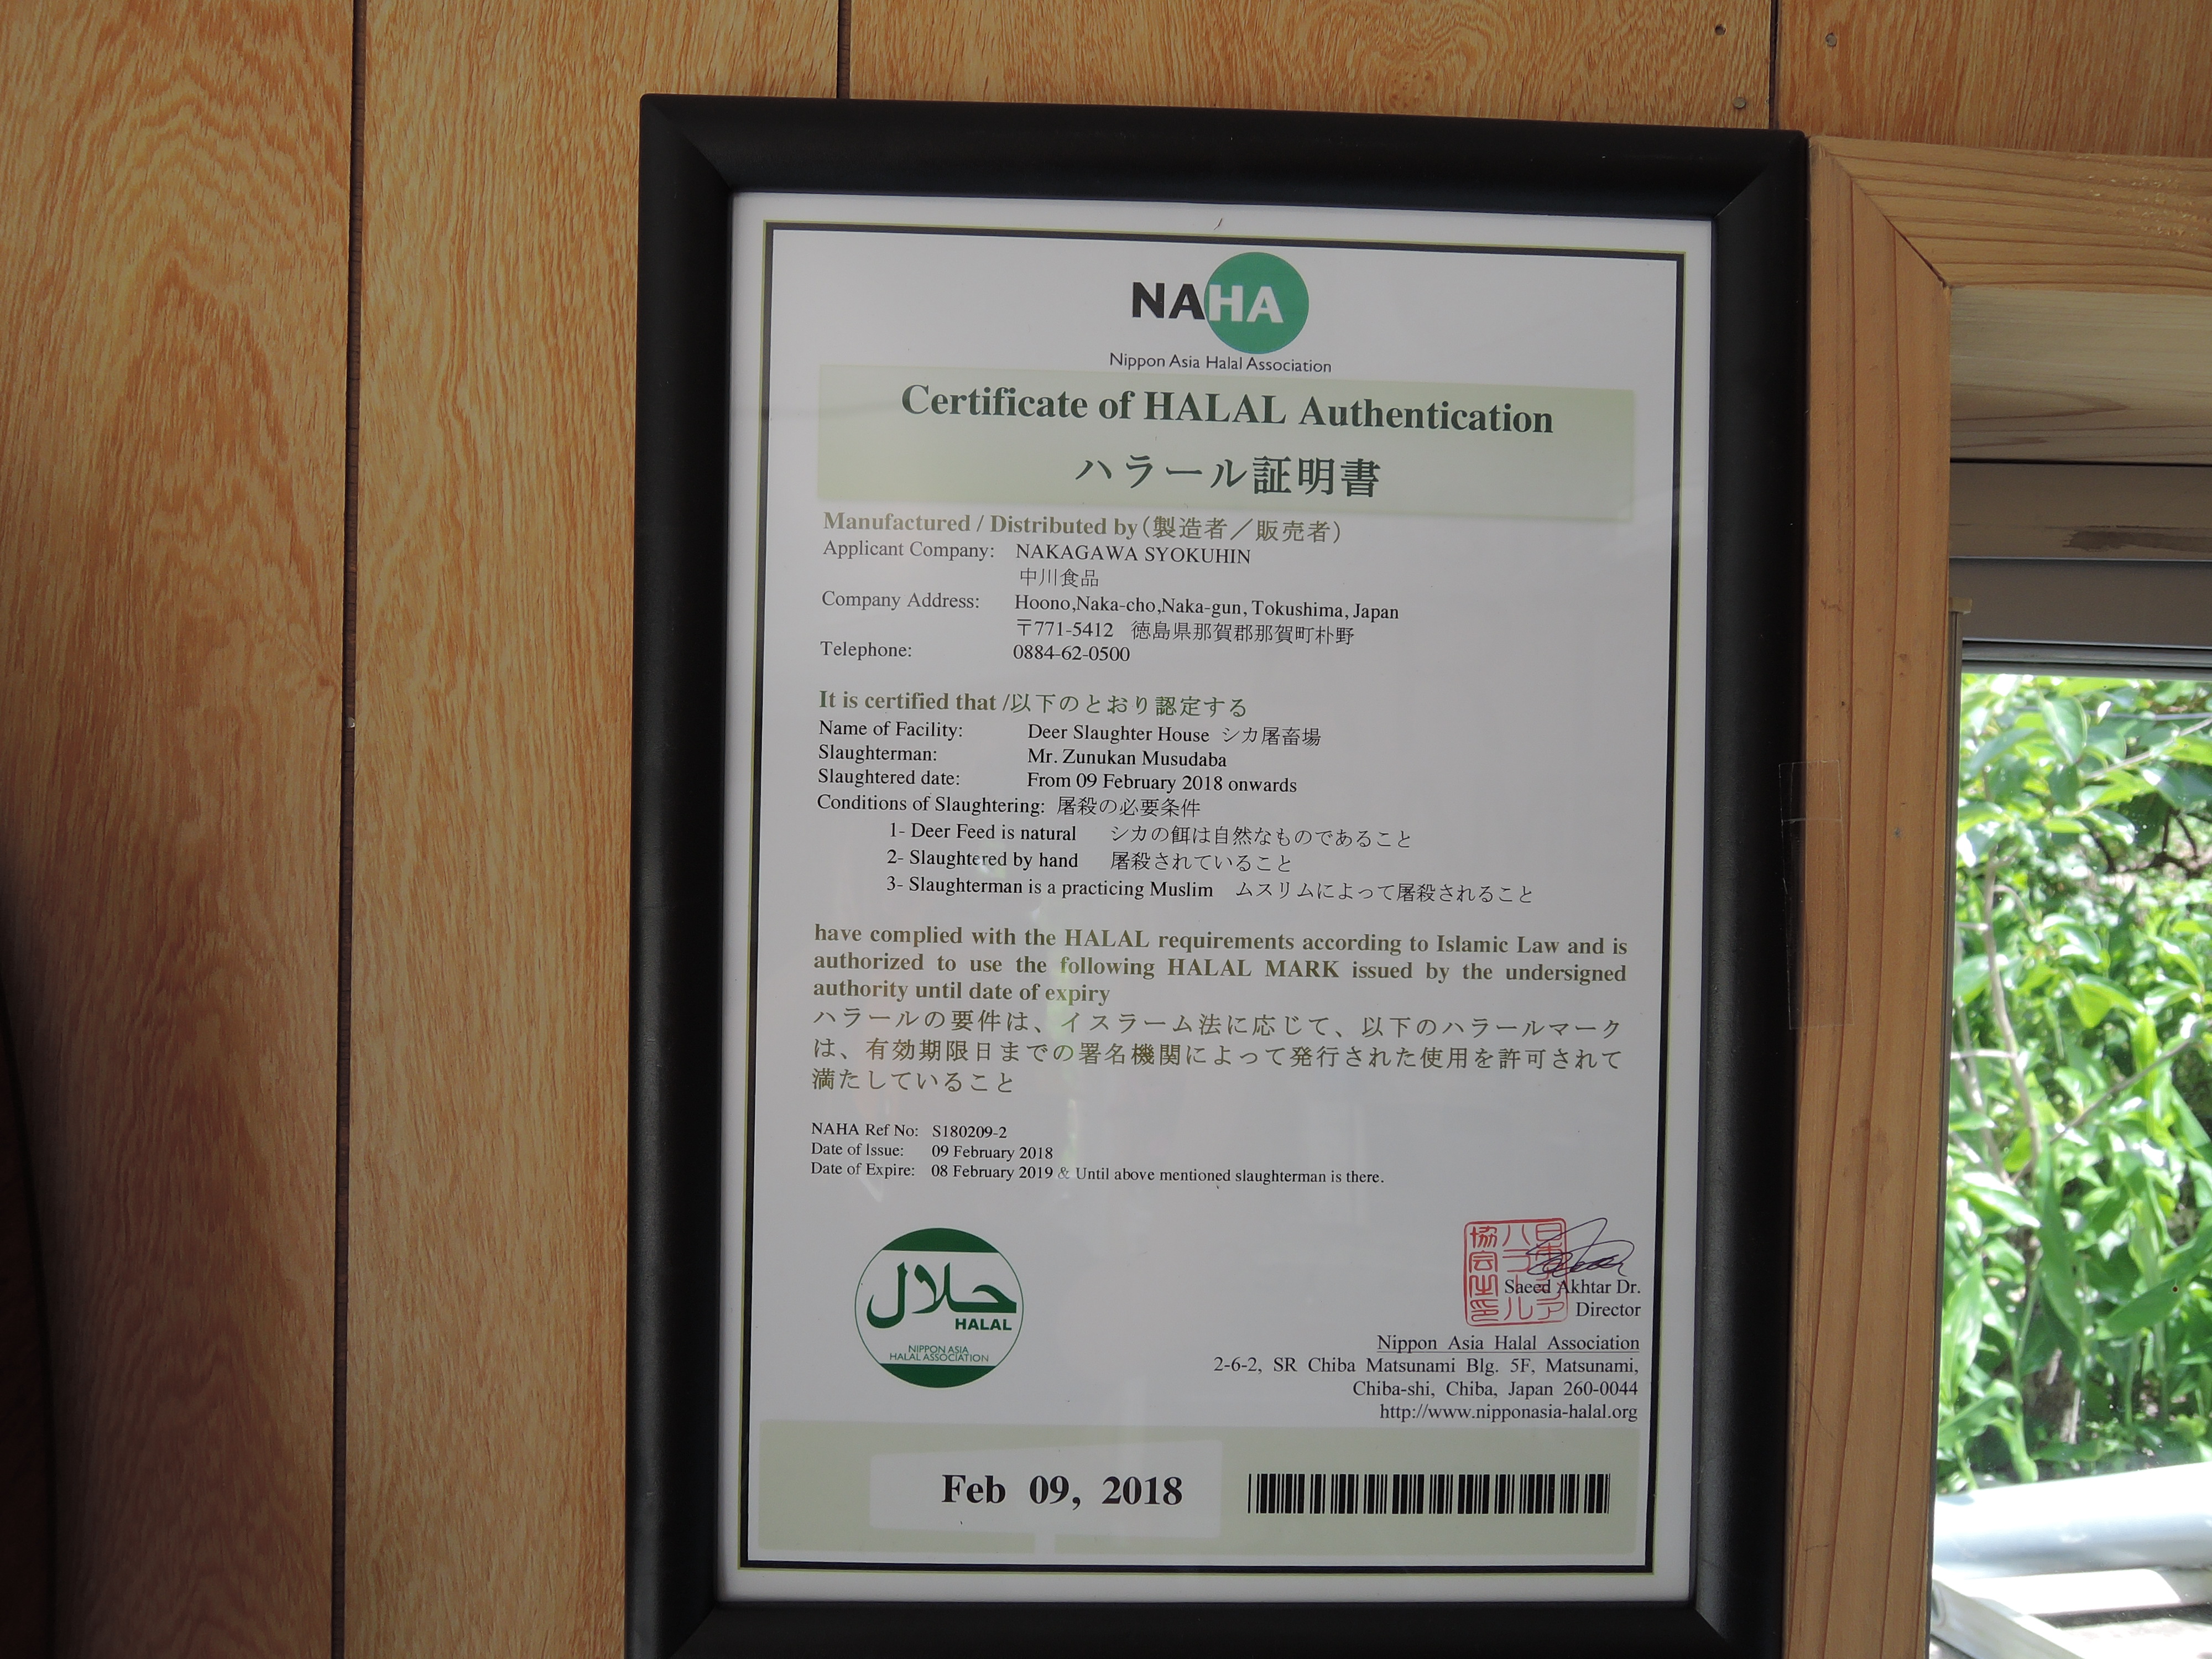 NAHA
Nippon Asia Halal Association
Certificate of HALAL Authentication
ハラール証明書
Manufactured / Distributed by（製造者／販売者）
Applicant Company: NAKAGAWA SYOKUHIN
中川食品
Company Address: Hoono,Naka-cho,Naka-gun, Tokushima, Japan
〒771-5412 徳島県那賀郡那賀町朴野
Telephone: 0884-62-0500
It is certified that /以下のとおり認定する
Name of Facility: Deer Slaughter House シカ屠畜場
Slaughterman: Mr. Zunukan Musudaba
Slaughtered date: From 09 February 2018 onwards
Conditions of Slaughtering: 屠殺の必要条件
1- Deer Feed is natural シカの餌は自然なものであること
2- Slaughtered by hand 屠殺されていること
3- Slaughterman is a practicing Muslim ムスリムによって屠殺されること
have complied with the HALAL requirements according to Islamic Law and is
authorized to use the following HALAL MARK issued by the undersigned
authority until date of expiry
ハラールの要件は、イスラーム法に応じて、以下のハラールマーク
は、有効期限日までの署名機関によって発行された使用を許可されて
満たしていること
NAHA Ref No: S180209-2
Date of Issue: 09 February 2018
Date of Expire: 08 February 2019 & Until above mentioned slaughterman is there.
حلال
HALAL
NIPPON ASIA
HALAL ASSOCIATION
Saeed Akhtar Dr.
Director
Nippon Asia Halal Association
2-6-2, SR Chiba Matsunami Blg. 5F, Matsunami,
Chiba-shi, Chiba, Japan 260-0044
http://www.nipponasia-halal.org
Feb 09, 2018